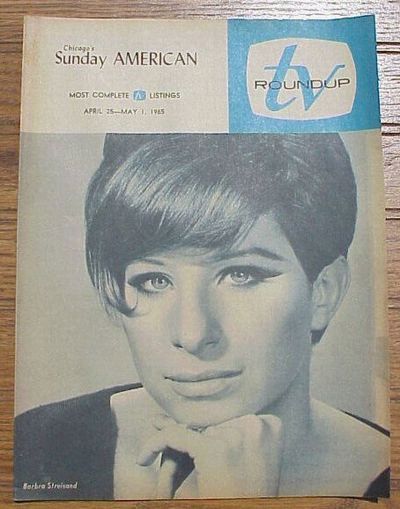 Chicago's
Sunday AMERICAN
MOST COMPLETE TV LISTINGS
APRIL 25—MAY 1, 1965
tv
ROUNDUP
Barbra Streisand